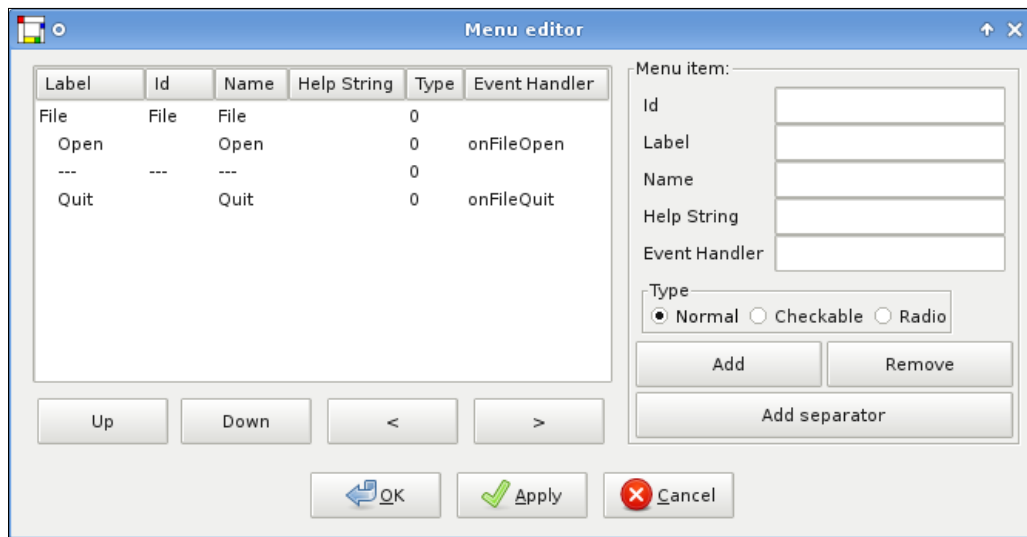 Menu editor
Label Id Name Help String Type Event Handler
File File File 0
Open Open 0 onFileOpen
--- --- --- 0
Quit Quit 0 onFileQuit
Up Down < >
Menu item:
Id
Label
Name
Help String
Event Handler
Type
Normal Checkable Radio
Add Remove
Add separator
OK Apply Cancel